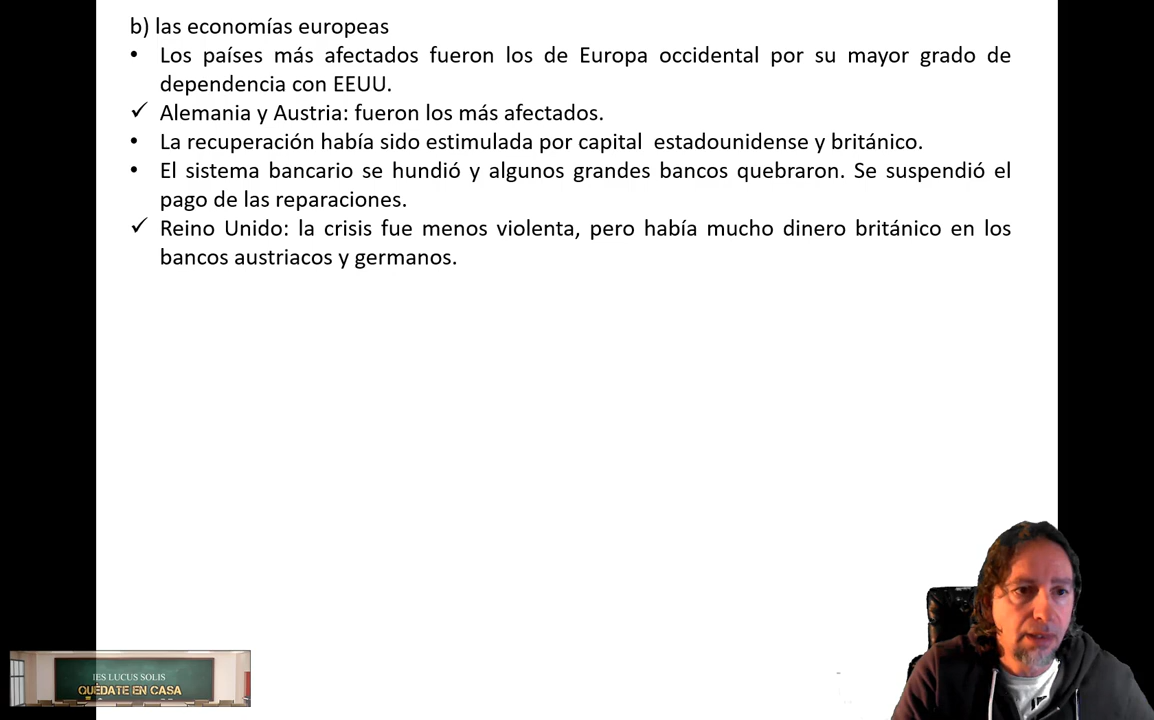 b) las economías europeas
• Los países más afectados fueron los de Europa occidental por su mayor grado de
dependencia con EEUU.
✓ Alemania y Austria: fueron los más afectados.
• La recuperación había sido estimulada por capital estadounidense y británico.
• El sistema bancario se hundió y algunos grandes bancos quebraron. Se suspendió el
pago de las reparaciones.
✓ Reino Unido: la crisis fue menos violenta, pero había mucho dinero británico en los
bancos austriacos y germanos.
IES LUCUS SOLIS
QUÉDATE EN CASA